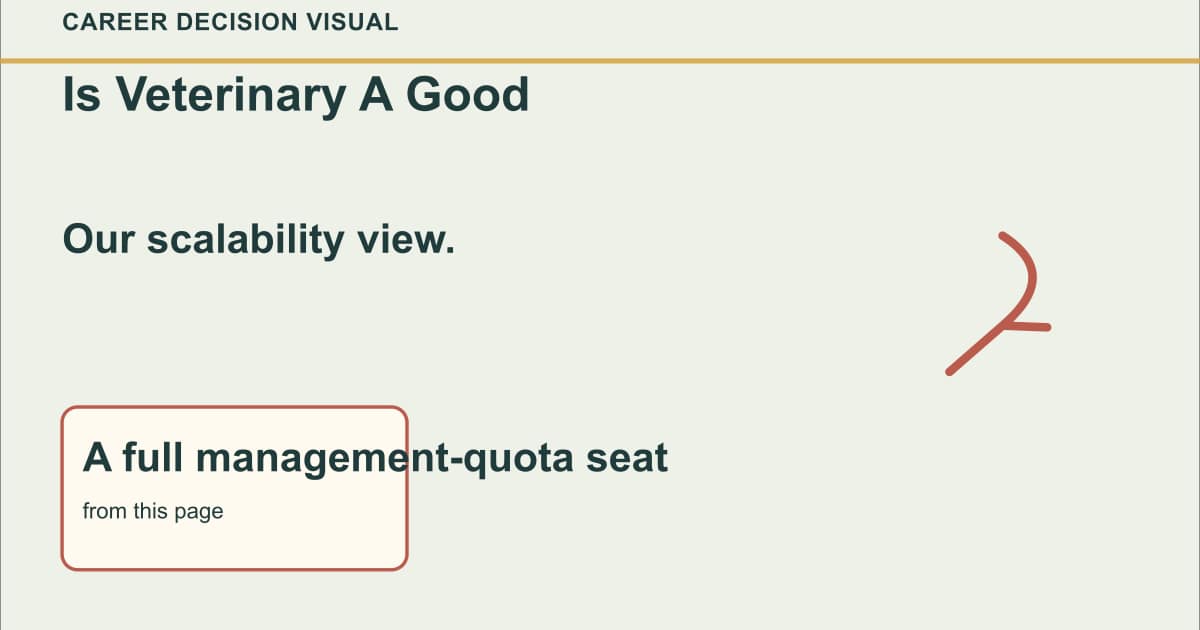 CAREER DECISION VISUAL
Is Veterinary A Good
Our scalability view.
A full management-quota seat
from this page